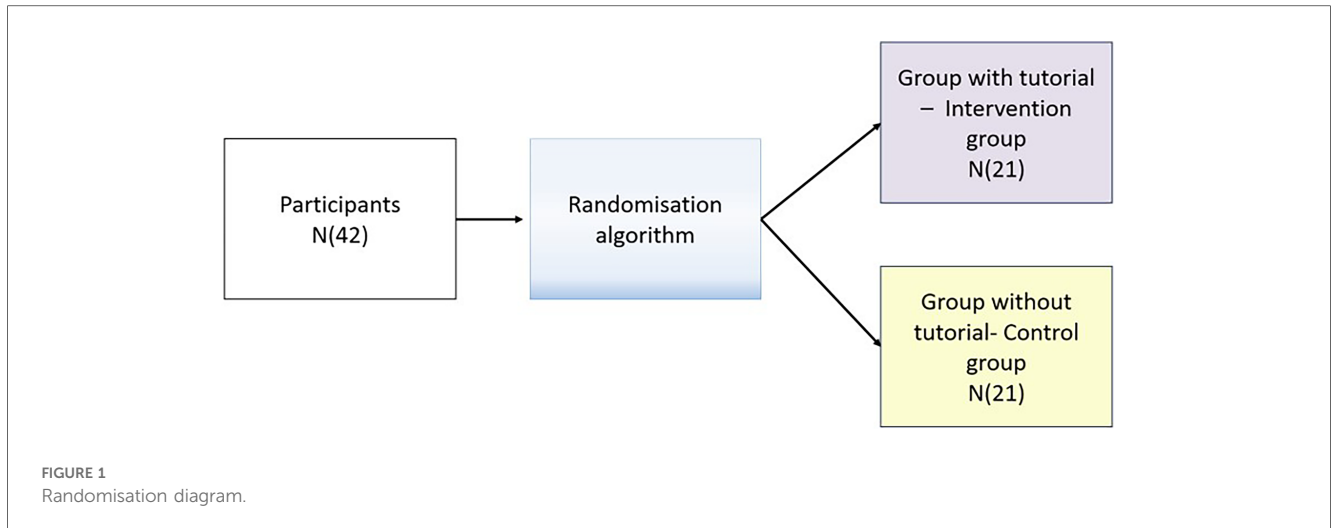 Participants
N(42)
Randomisation
algorithm
Group with tutorial
– Intervention
group
N(21)
Group without
tutorial- Control
group
N(21)
FIGURE 1
Randomisation diagram.